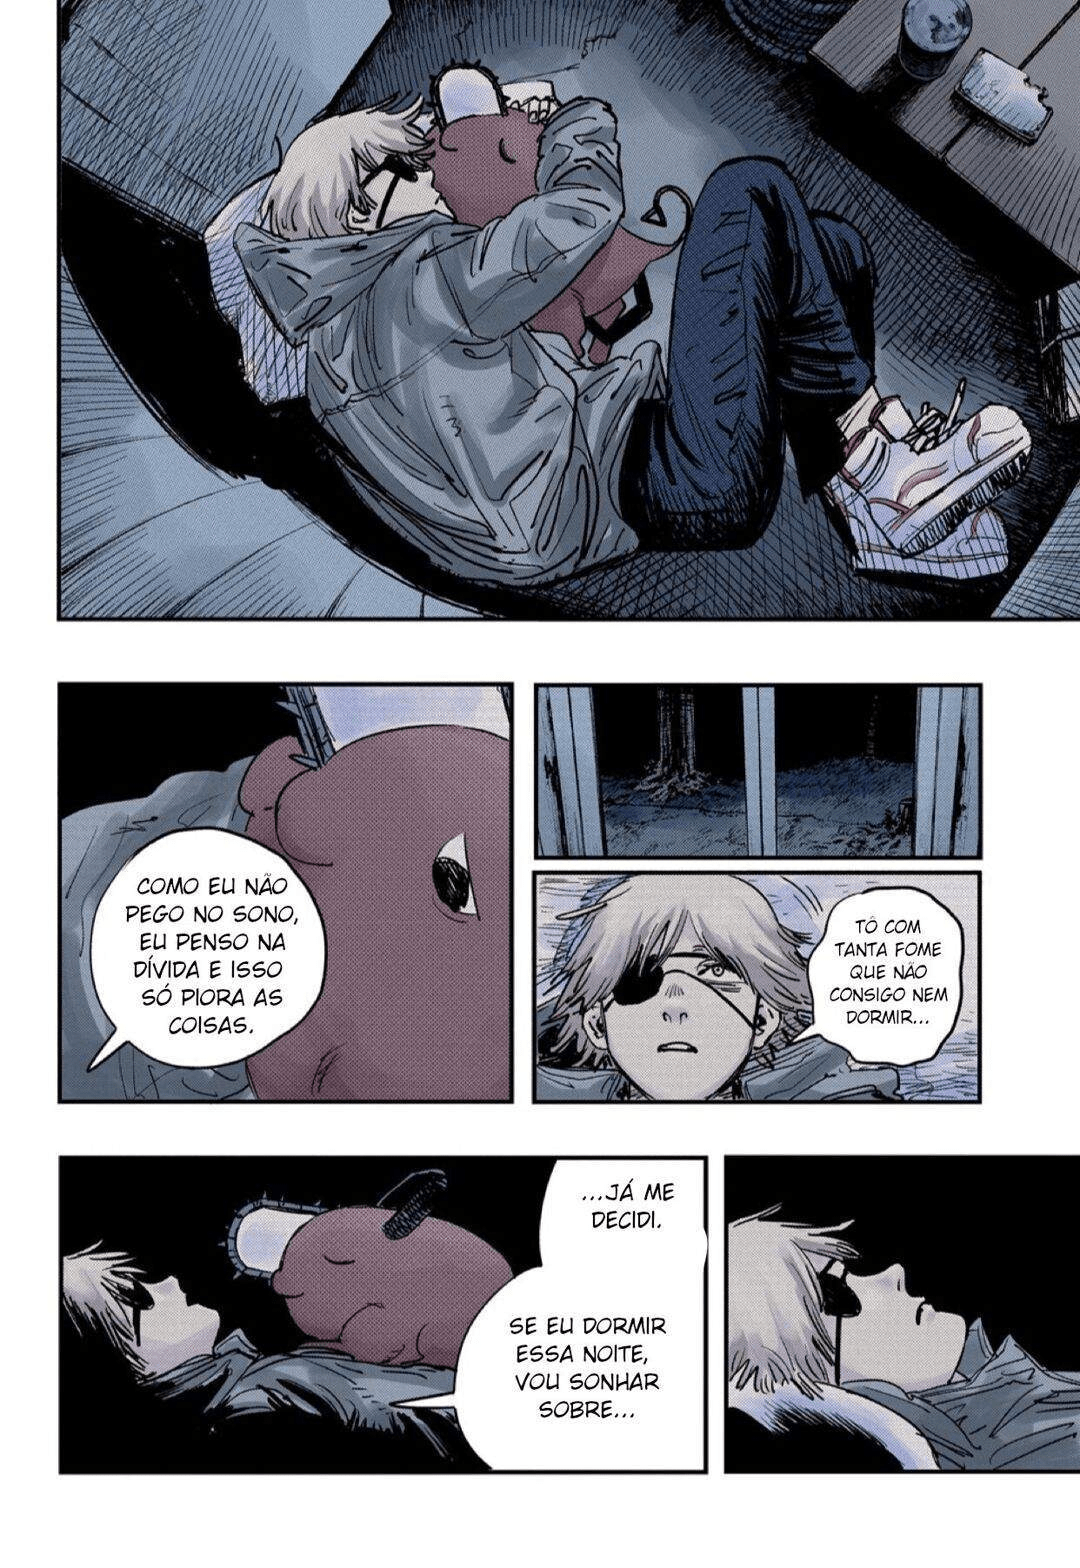 TÔ COM
TANTA FOME
QUE NÃO
CONSIGO NEM
DORMIR...
COMO EU NÃO
PEGO NO SONO,
EU PENSO NA
DÍVIDA E ISSO
SÓ PIORA AS
COISAS.
...JÁ ME
DECIDI.
SE EU DORMIR
ESSA NOITE,
VOU SONHAR
SOBRE...